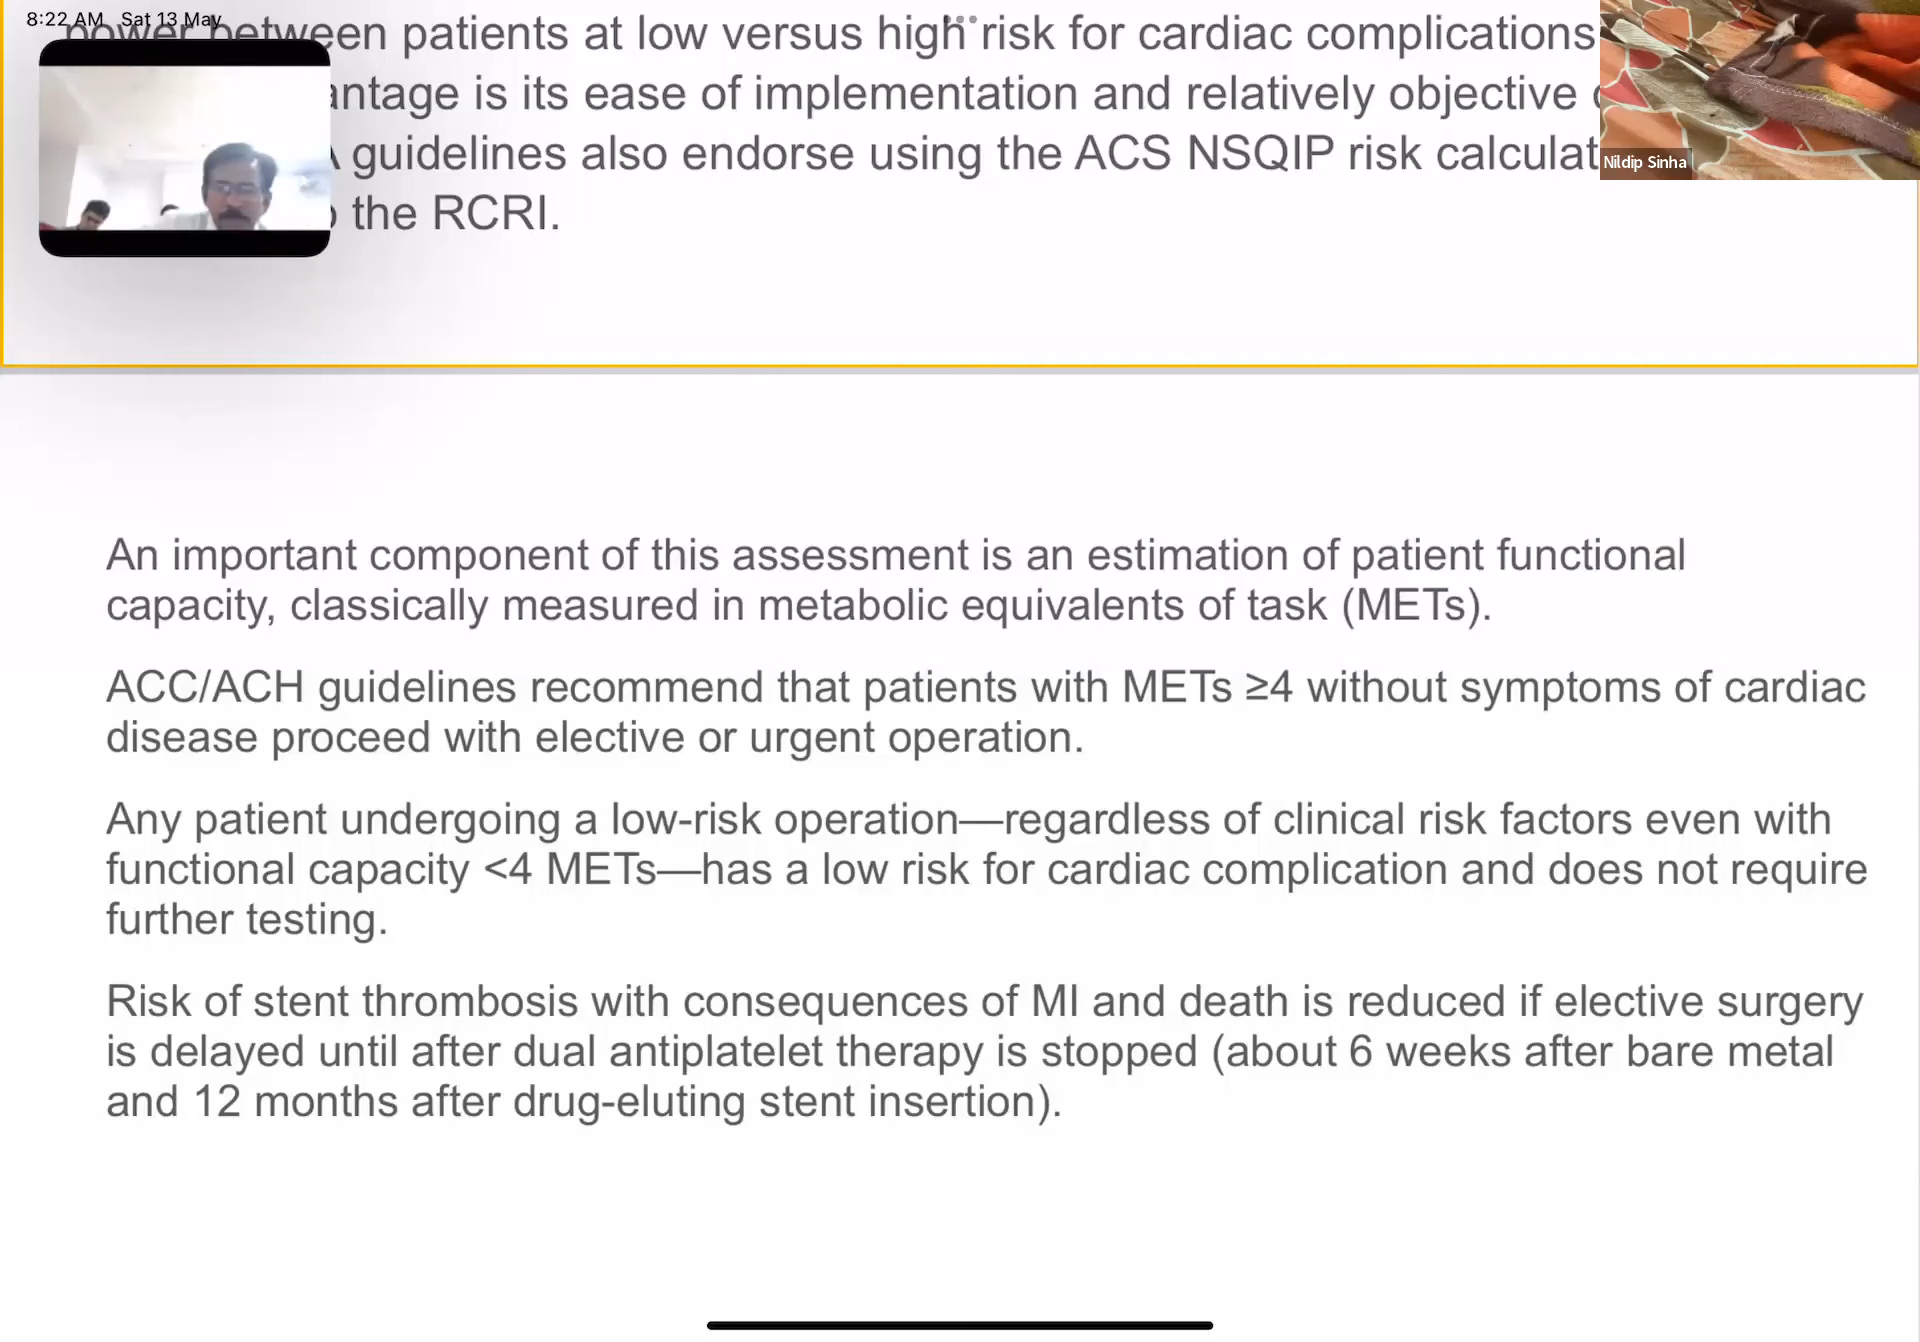 8:22 AM Sat 13 May
power between patients at low versus high risk for cardiac complications
antage is its ease of implementation and relatively objective
guidelines also endorse using the ACS NSQIP risk calculat
the RCRI.
Nildip Sinha
An important component of this assessment is an estimation of patient functional
capacity, classically measured in metabolic equivalents of task (METs).
ACC/ACH guidelines recommend that patients with METs ≥4 without symptoms of cardiac
disease proceed with elective or urgent operation.
Any patient undergoing a low-risk operation—regardless of clinical risk factors even with
functional capacity <4 METs—has a low risk for cardiac complication and does not require
further testing.
Risk of stent thrombosis with consequences of MI and death is reduced if elective surgery
is delayed until after dual antiplatelet therapy is stopped (about 6 weeks after bare metal
and 12 months after drug-eluting stent insertion).